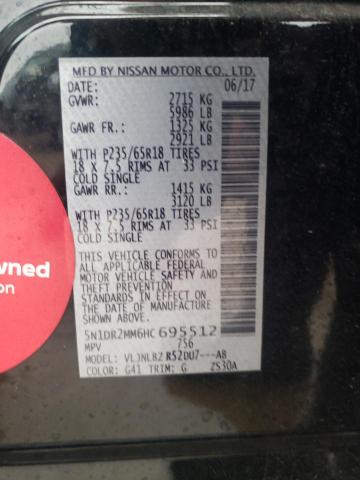 MFD BY NISSAN MOTOR CO., LTD.
DATE: 06/17
GVWR: 2715 KG
5986 LB
GAWR FR.: 1325 KG
2921 LB
WITH P235/65R18 TIRES
18 X 7.5 RIMS AT 33 PSI
COLD SINGLE
GAWR RR.: 1415 KG
3120 LB
WITH P235/65R18 TIRES
18 X 7.5 RIMS AT 33 PSI
COLD SINGLE
THIS VEHICLE CONFORMS TO
ALL APPLICABLE FEDERAL
MOTOR VEHICLE SAFETY AND
THEFT PREVENTION
STANDARDS IN EFFECT ON
THE DATE OF MANUFACTURE
SHOWN ABOVE.
5N1DR2MM6HC 695512
MPV 756
MODEL: VLJNLBZ R52DU7---AB
COLOR: G41 TRIM: G ZS30A
wned
on